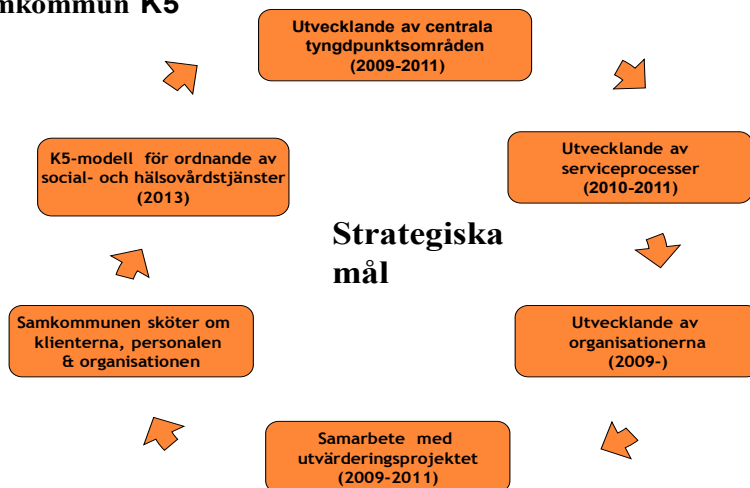 mkommun K5
Utvecklande av centrala
tyngdpunktsområden
(2009-2011)
Utvecklande av
serviceprocesser
(2010-2011)
Utvecklande av
organisationerna
(2009-)
Samarbete med
utvärderingsprojektet
(2009-2011)
Samkommunen sköter om
klienterna, personalen
& organisationen
K5-modell för ordnande av
social- och hälsovårdstjänster
(2013)
Strategiska
mål